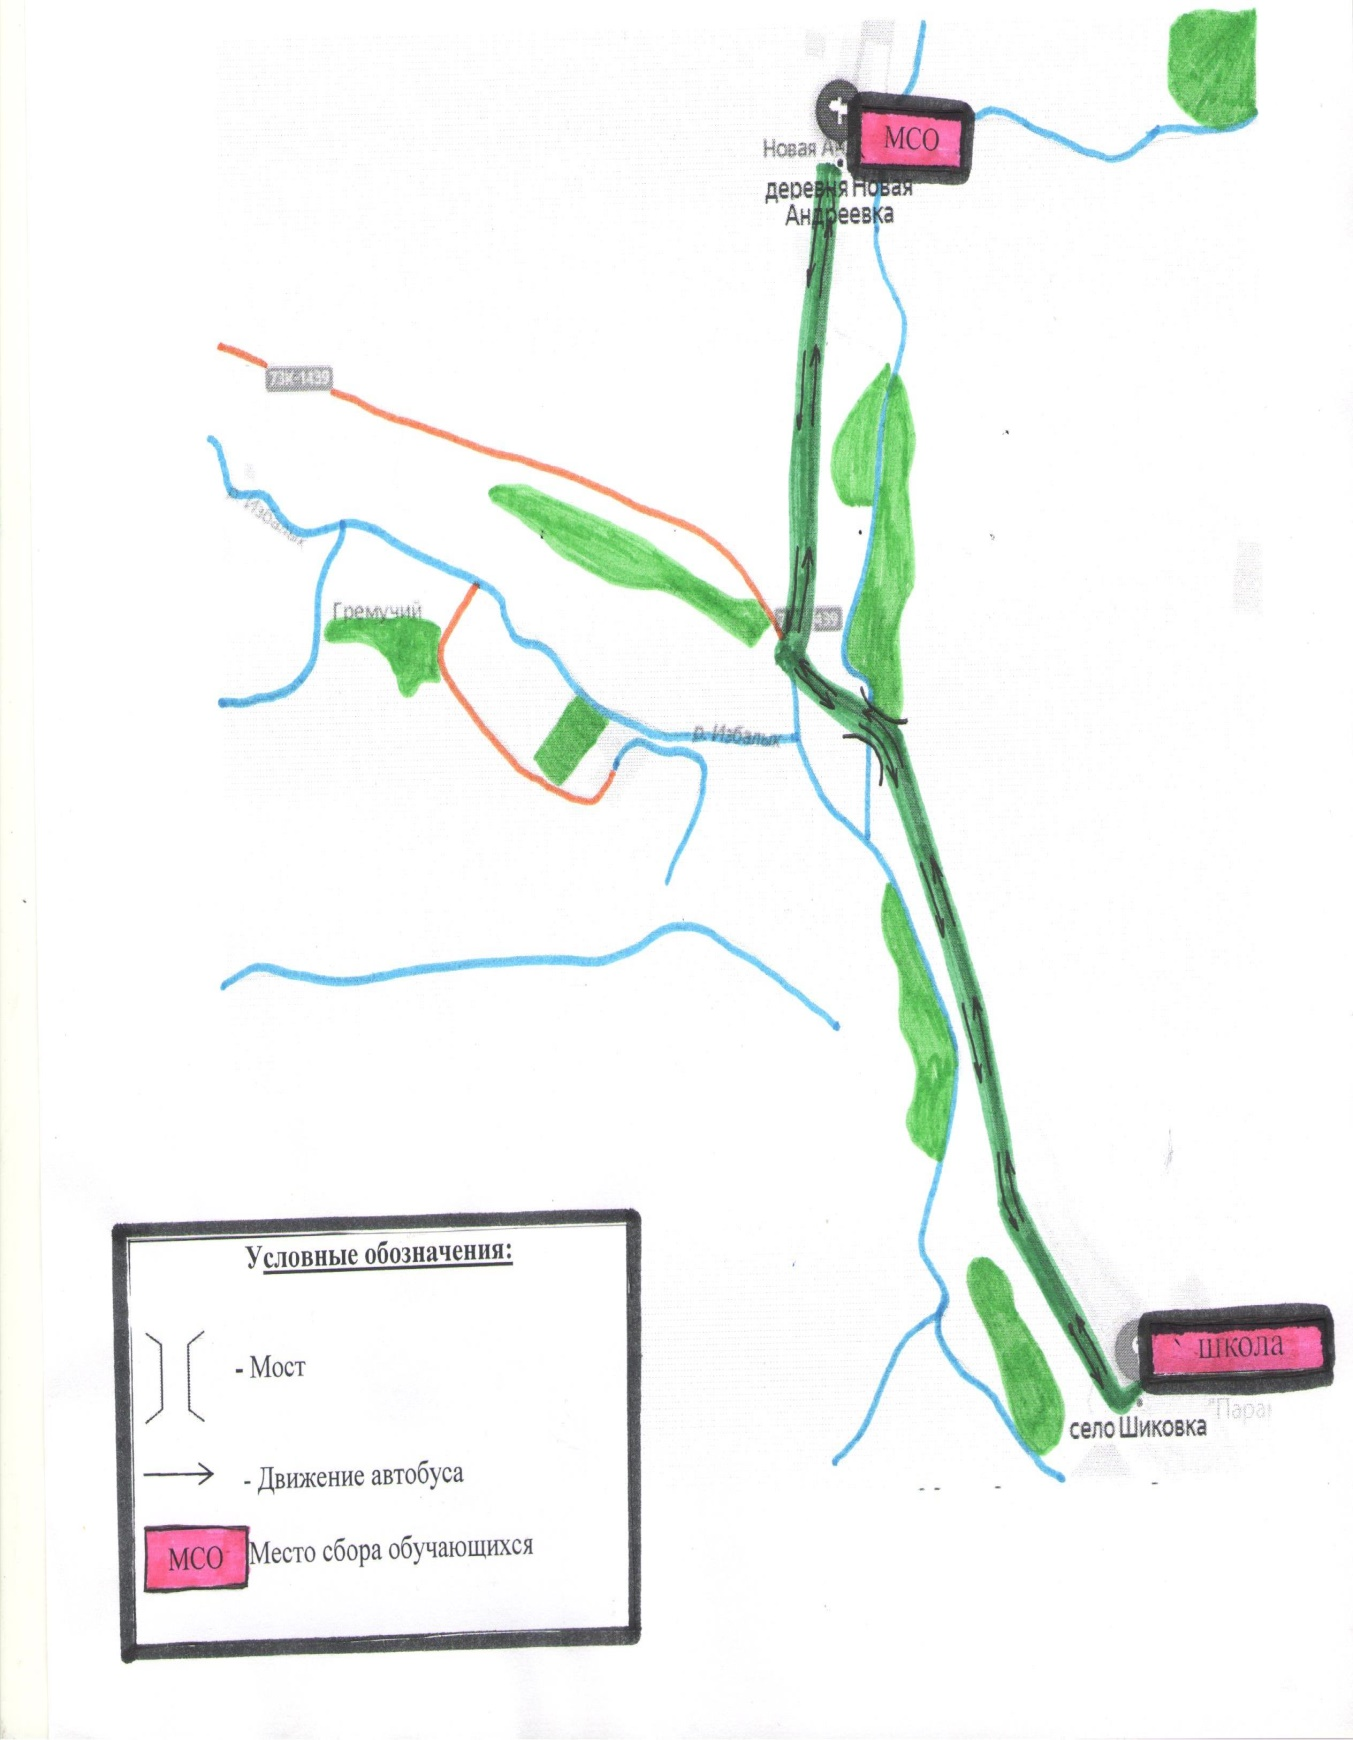 МСО
Новая
деревня Новая
Андреевка
73К-1439
р. Избалык
Гремучий
р. Избалык
Условные обозначения:
- Мост
- Движение автобуса
МСО Место сбора обучающихся
школа
село Шиковка